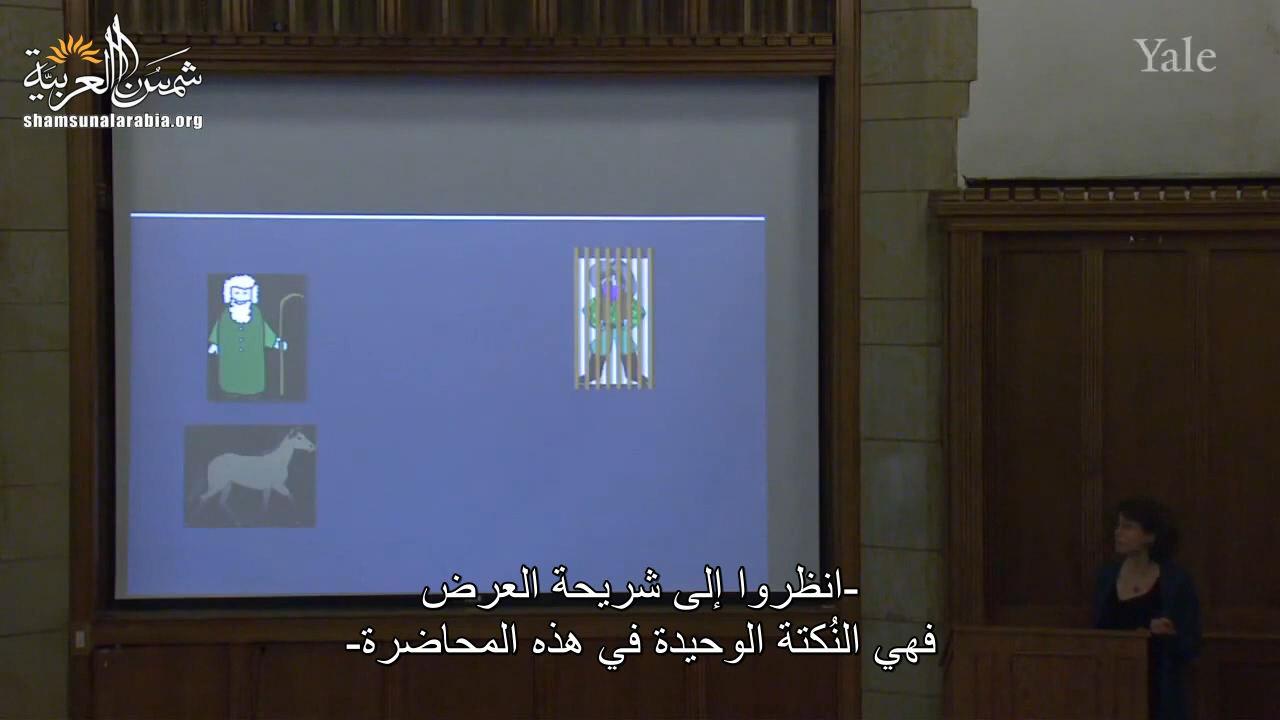 شمس العربية
shamsunalarabia.org
Yale
-انظروا إلى شريحة العرض
فهي النُكتة الوحيدة في هذه المحاضرة-